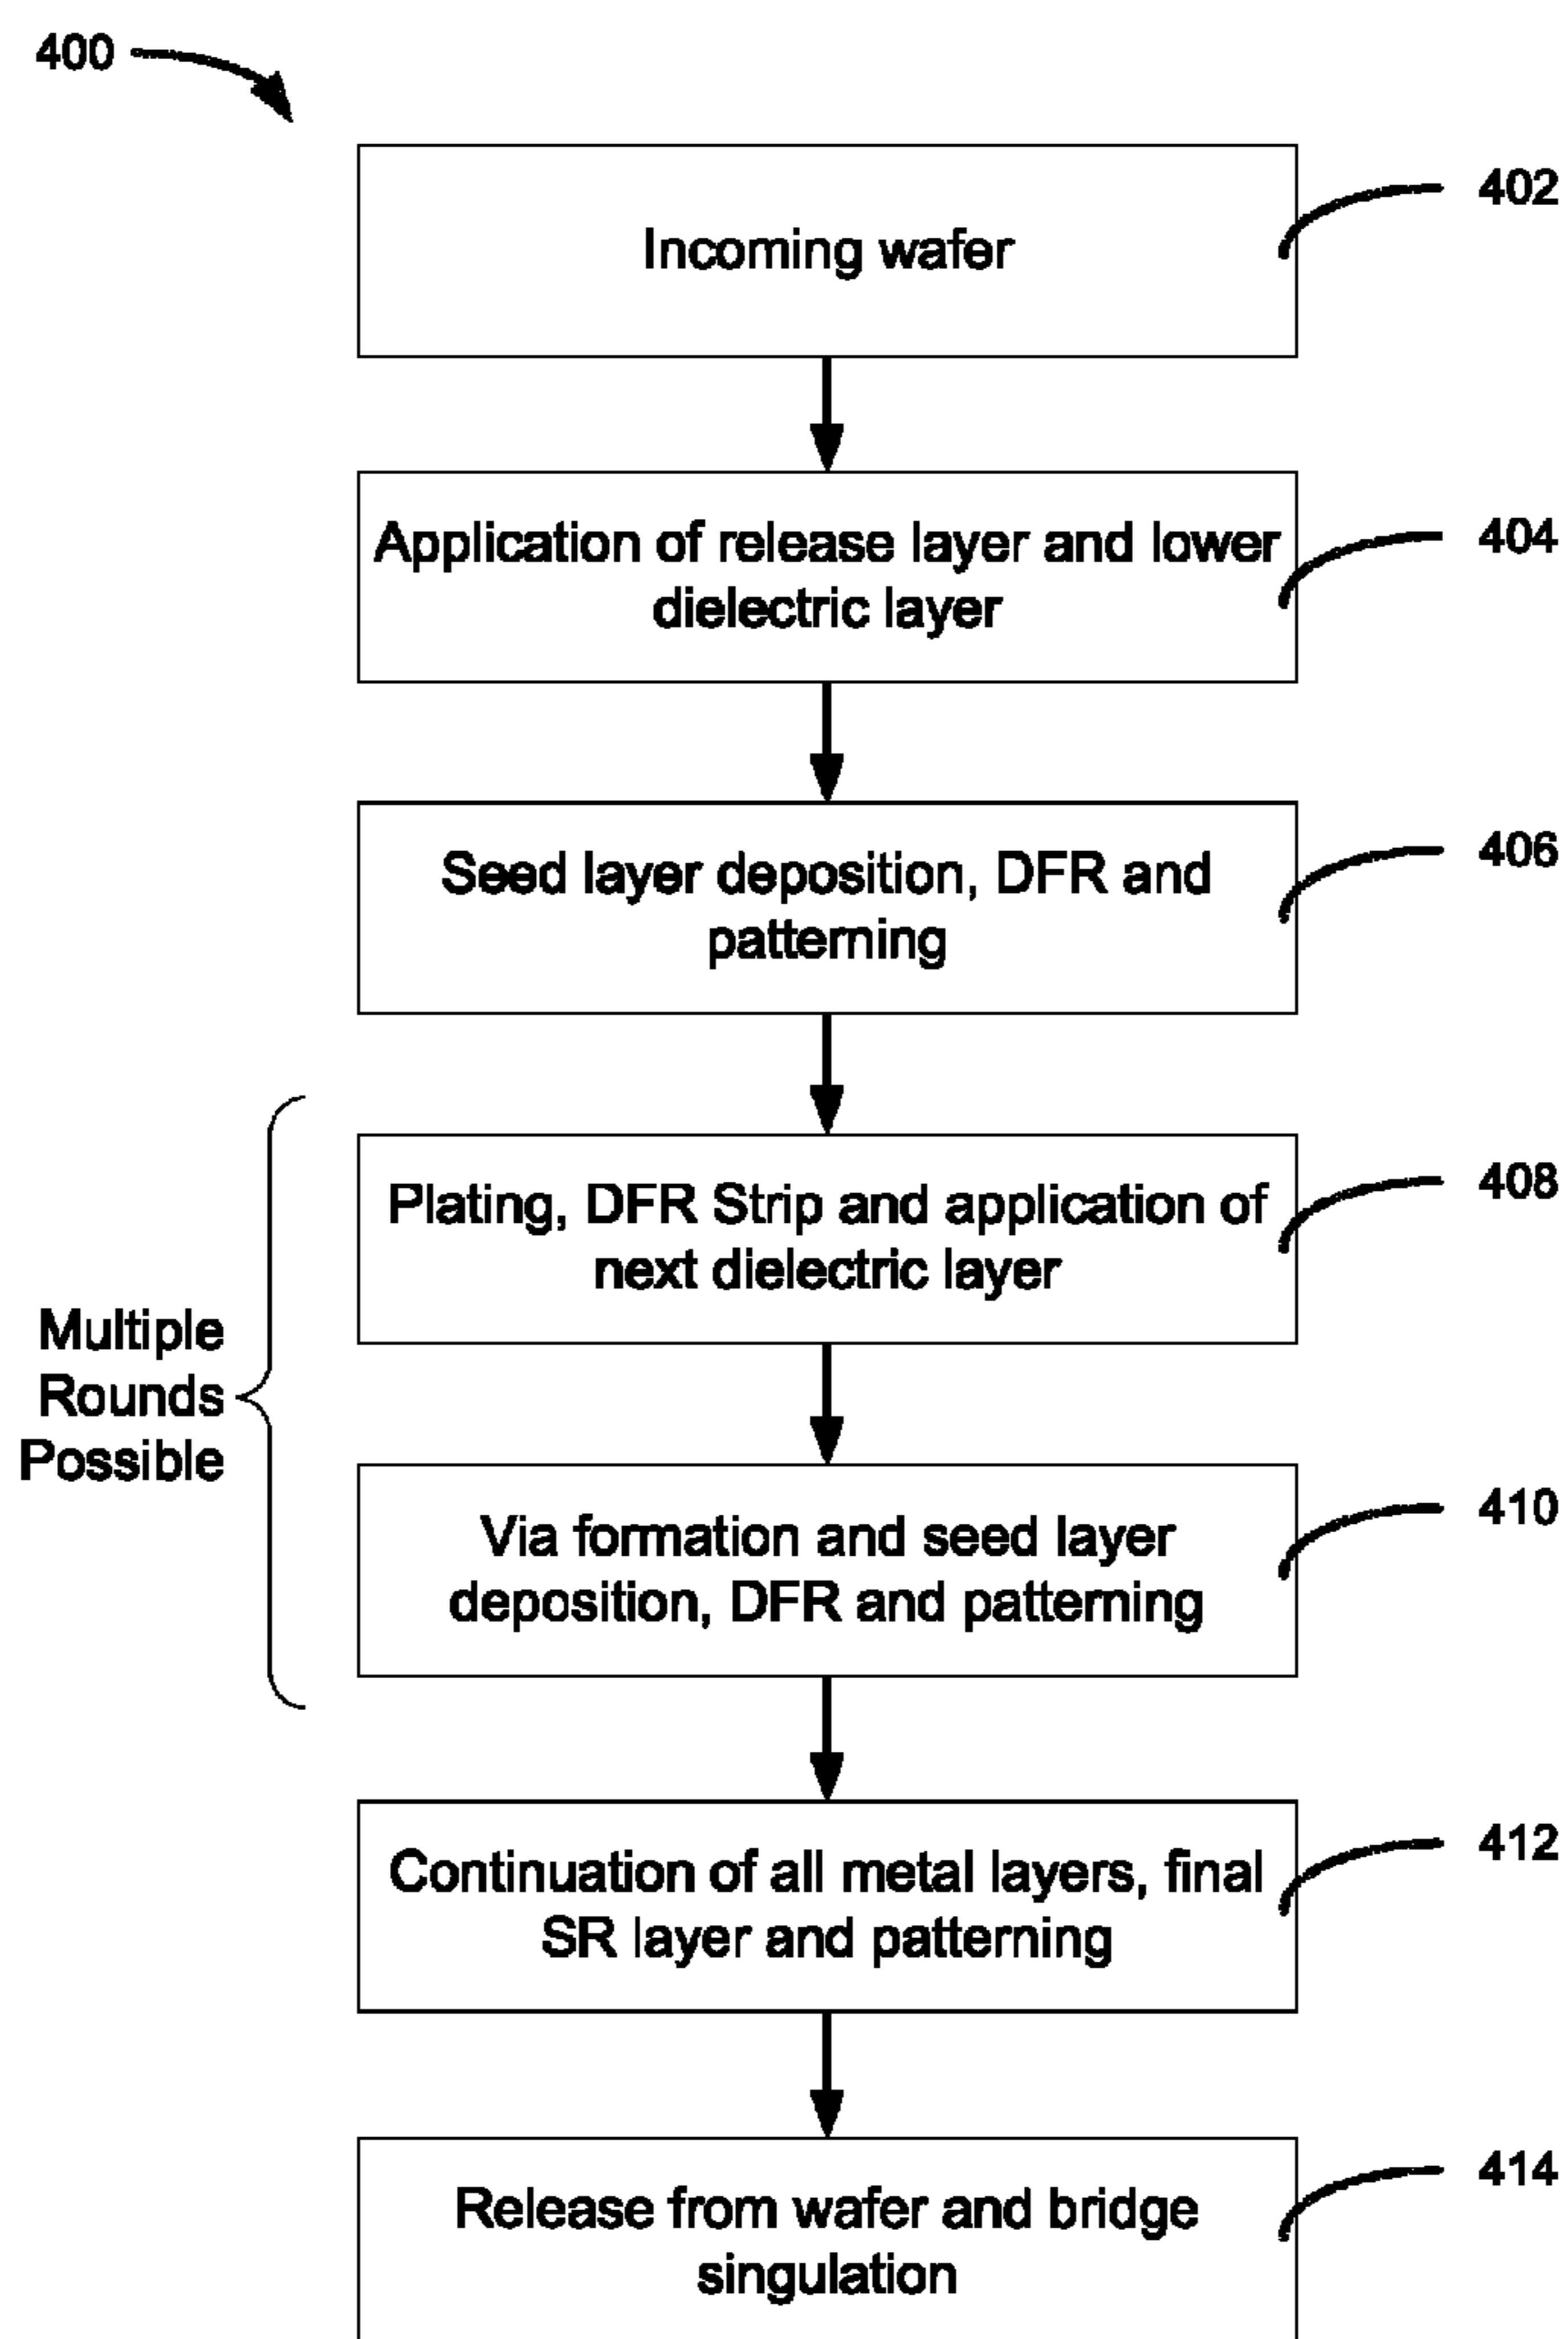 400
Incoming wafer
402
Application of release layer and lower
dielectric layer
404
Seed layer deposition, DFR and
patterning
406
Plating, DFR Strip and application of
next dielectric layer
408
Multiple
Rounds
Possible
Via formation and seed layer
deposition, DFR and patterning
410
Continuation of all metal layers, final
SR layer and patterning
412
Release from wafer and bridge
singulation
414